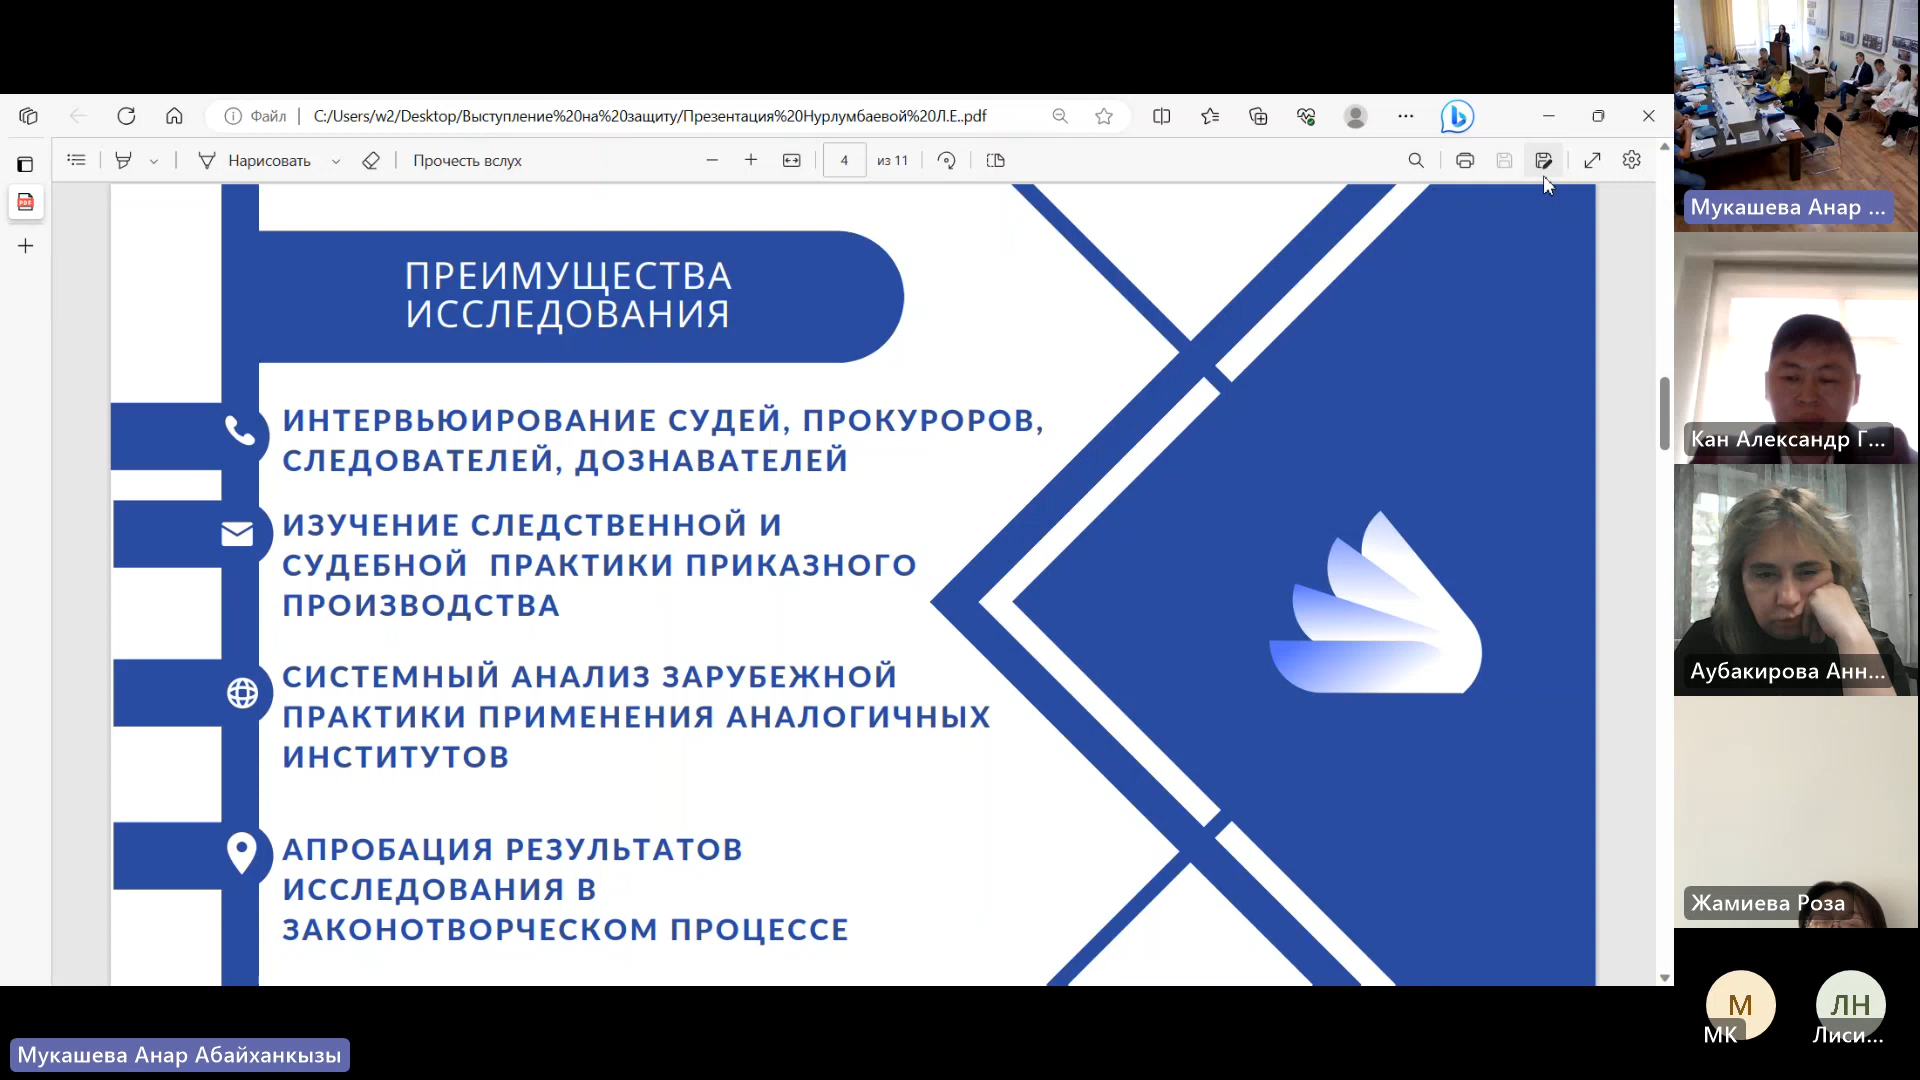 Файл
C:/Users/w2/Desktop/Выступление%20на%20защиту/Презентация%20Нурлумбаевой%20Л.Е..pdf
Нарисовать
Прочесть вслух
4
из 11
ПРЕИМУЩЕСТВА
ИССЛЕДОВАНИЯ
ИНТЕРВЬЮИРОВАНИЕ СУДЕЙ, ПРОКУРОРОВ,
СЛЕДОВАТЕЛЕЙ, ДОЗНАВАТЕЛЕЙ
ИЗУЧЕНИЕ СЛЕДСТВЕННОЙ И
СУДЕБНОЙ ПРАКТИКИ ПРИКАЗНОГО
ПРОИЗВОДСТВА
СИСТЕМНЫЙ АНАЛИЗ ЗАРУБЕЖНОЙ
ПРАКТИКИ ПРИМЕНЕНИЯ АНАЛОГИЧНЫХ
ИНСТИТУТОВ
АПРОБАЦИЯ РЕЗУЛЬТАТОВ
ИССЛЕДОВАНИЯ В
ЗАКОНОТВОРЧЕСКОМ ПРОЦЕССЕ
Мукашева Анар ...
Кан Александр Г...
Аубакирова Анн...
Жамиева Роза
М
МК
ЛН
Лиси...
Мукашева Анар Абайханкызы